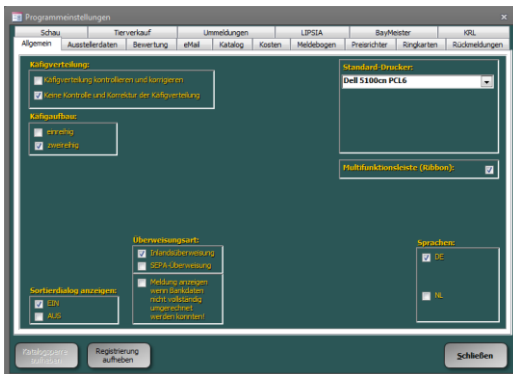 Programmeinstellungen
Schau Tierverkauf Ummeldungen LIPSIA BayMeister KRL
Allgemein Ausstellerdaten Bewertung eMail Katalog Kosten Meldebogen Preisrichter Ringkarten Rückmeldungen
Käfigverteilung:
Käfigverteilung kontrollieren und korrigieren
Keine Kontrolle und Korrektur der Käfigverteilung
Käfigaufbau:
einreihig
zweireihig
Standard-Drucker:
Dell 5100cn PCL6
Multifunktionsleiste (Ribbon):
Überweisungsart:
Inlandsüberweisung
SEPA-Überweisung
Meldung anzeigen
wenn Bankdaten
nicht vollständig
umgerechnet
werden konnten!
Sortierdialog anzeigen:
EIN
AUS
Sprachen:
DE
NL
Registrierung
aufheben
Schließen